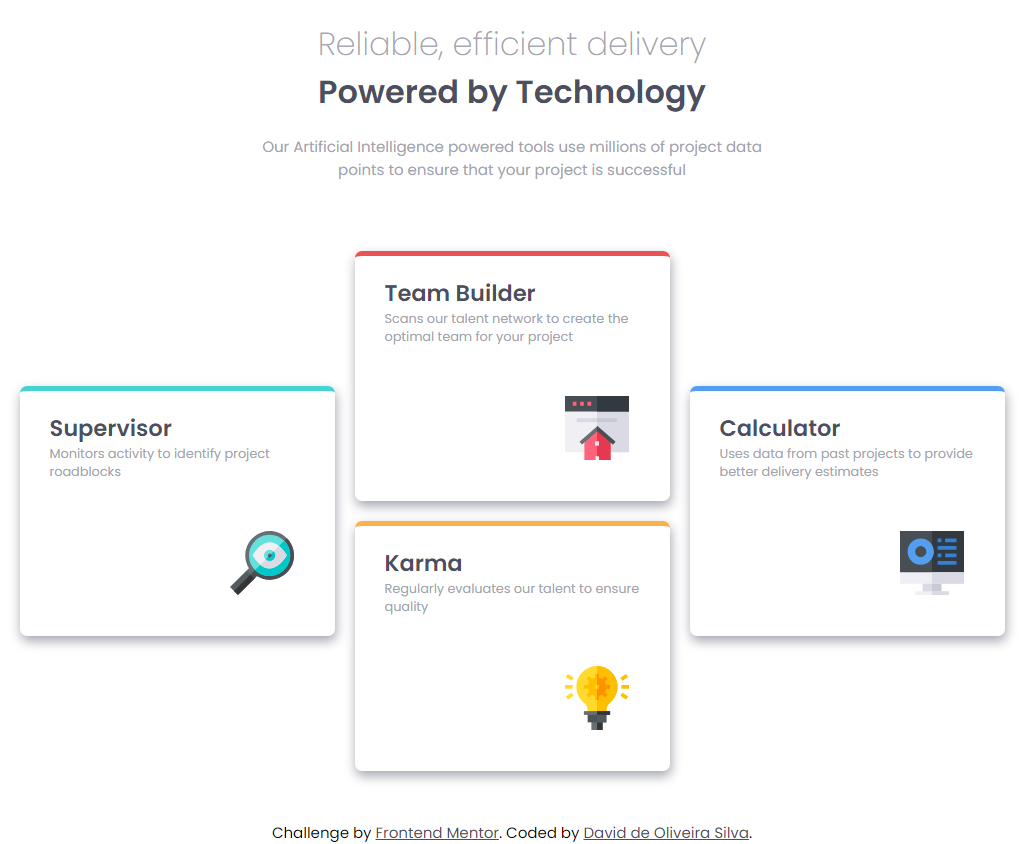 Reliable, efficient delivery
Powered by Technology
Our Artificial Intelligence powered tools use millions of project data
points to ensure that your project is successful
Team Builder
Scans our talent network to create the
optimal team for your project
Supervisor
Monitors activity to identify project
roadblocks
Calculator
Uses data from past projects to provide
better delivery estimates
Karma
Regularly evaluates our talent to ensure
quality
Challenge by Frontend Mentor. Coded by David de Oliveira Silva.